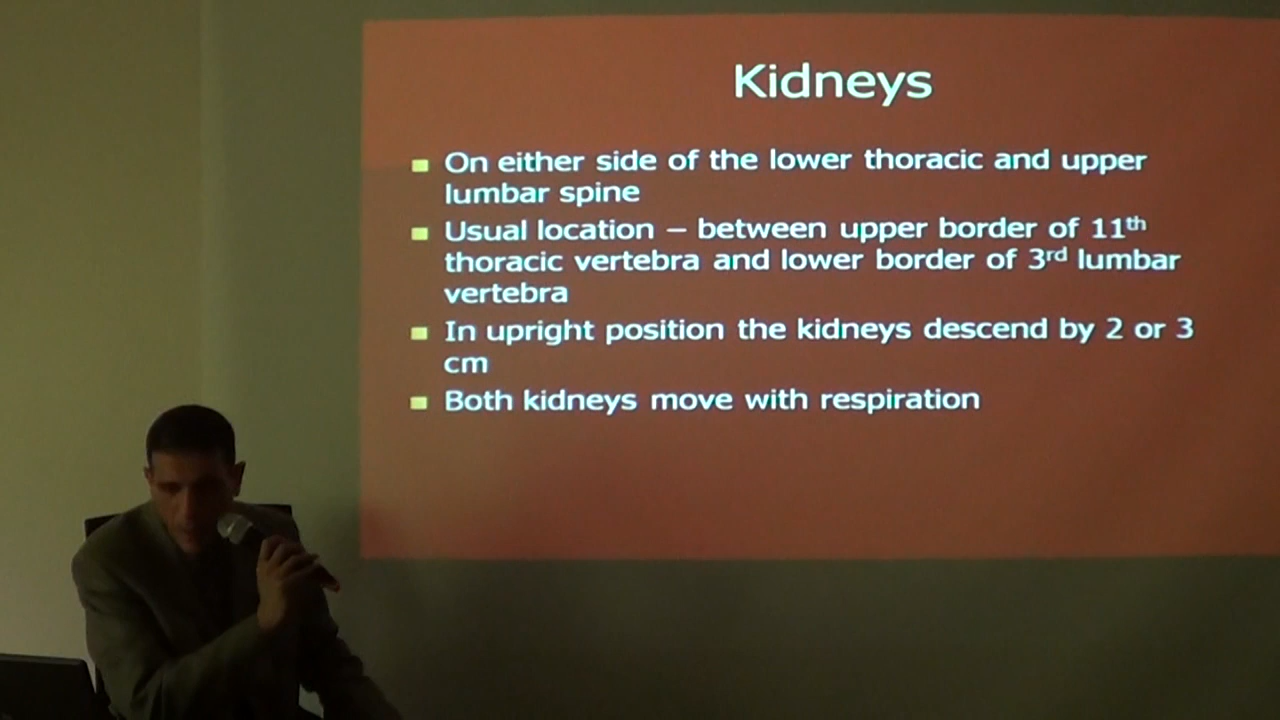 Kidneys
On either side of the lower thoracic and upper
lumbar spine
Usual location – between upper border of 11th
thoracic vertebra and lower border of 3rd lumbar
vertebra
In upright position the kidneys descend by 2 or 3
cm
Both kidneys move with respiration